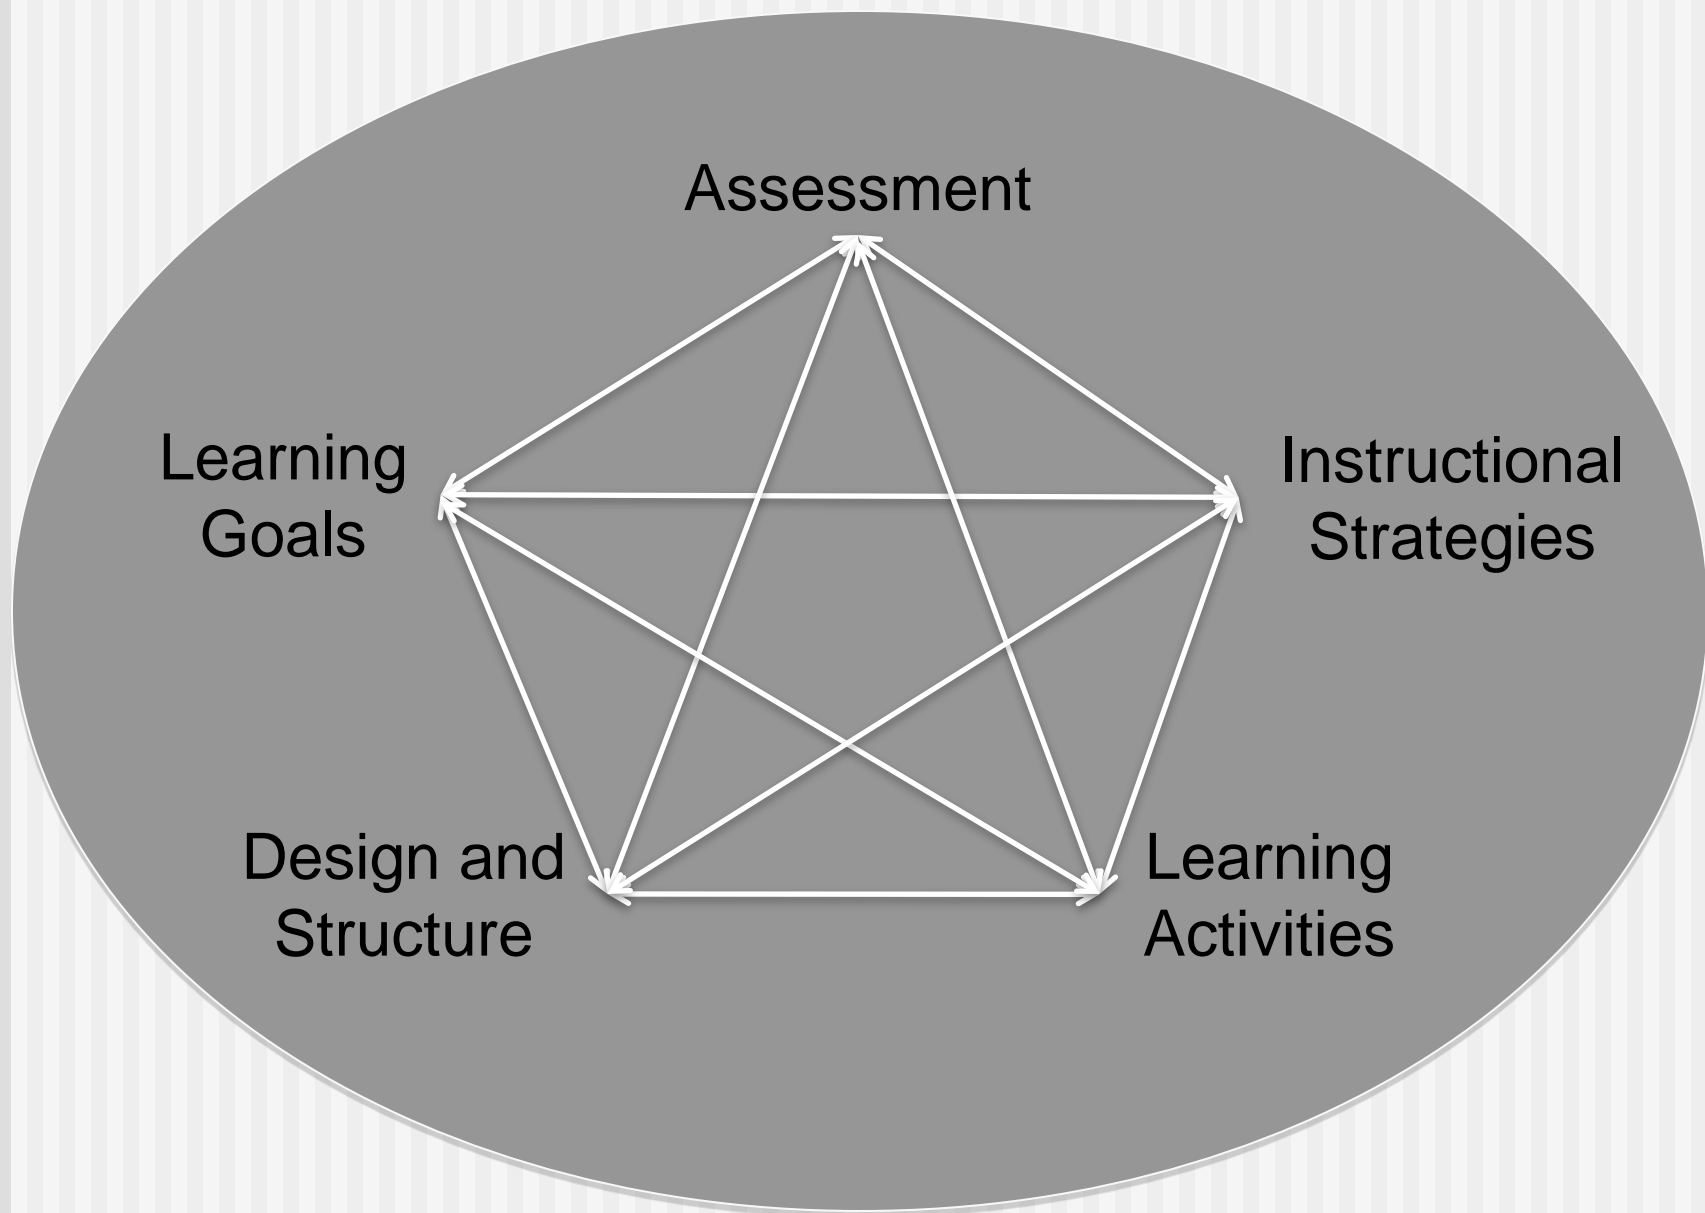 Assessment
Learning
Goals
Instructional
Strategies
Design and
Structure
Learning
Activities